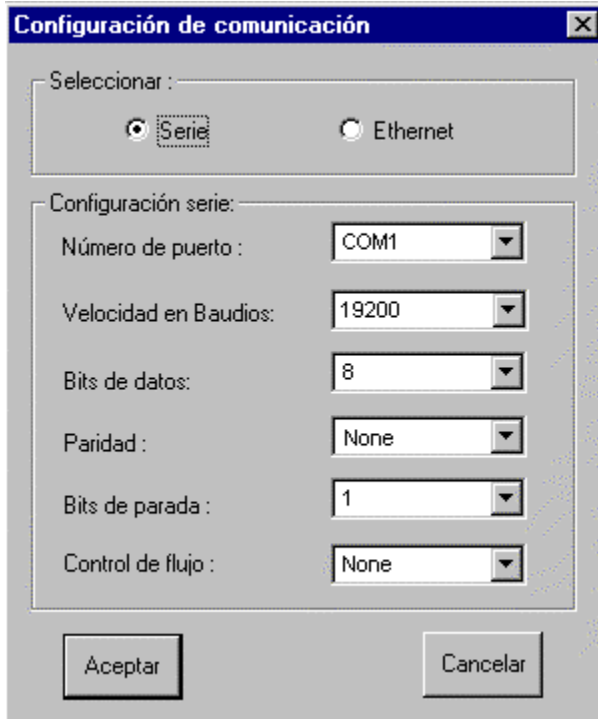 Configuración de comunicación
Seleccionar :
Serie Ethernet
Configuración serie:
Número de puerto : COM1
Velocidad en Baudios: 19200
Bits de datos: 8
Paridad : None
Bits de parada : 1
Control de flujo : None
Aceptar Cancelar